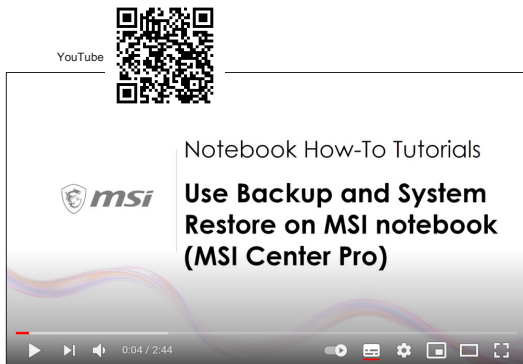 YouTube
Notebook How-To Tutorials
msi
Use Backup and System
Restore on MSI notebook
(MSI Center Pro)
0:04 / 2:44